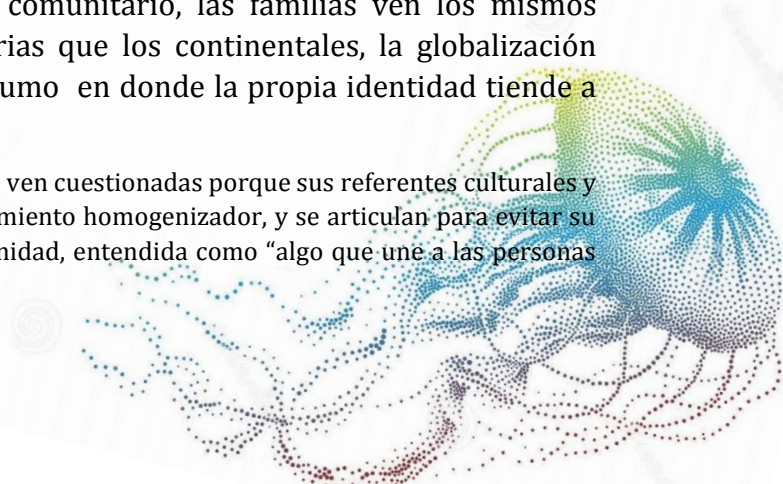 comunitario, las familias ven los mismos
rias que los continentales, la globalización
umo en donde la propia identidad tiende a
ven cuestionadas porque sus referentes culturales y
miento homogenizador, y se articulan para evitar su
nidad, entendida como “algo que une a las personas